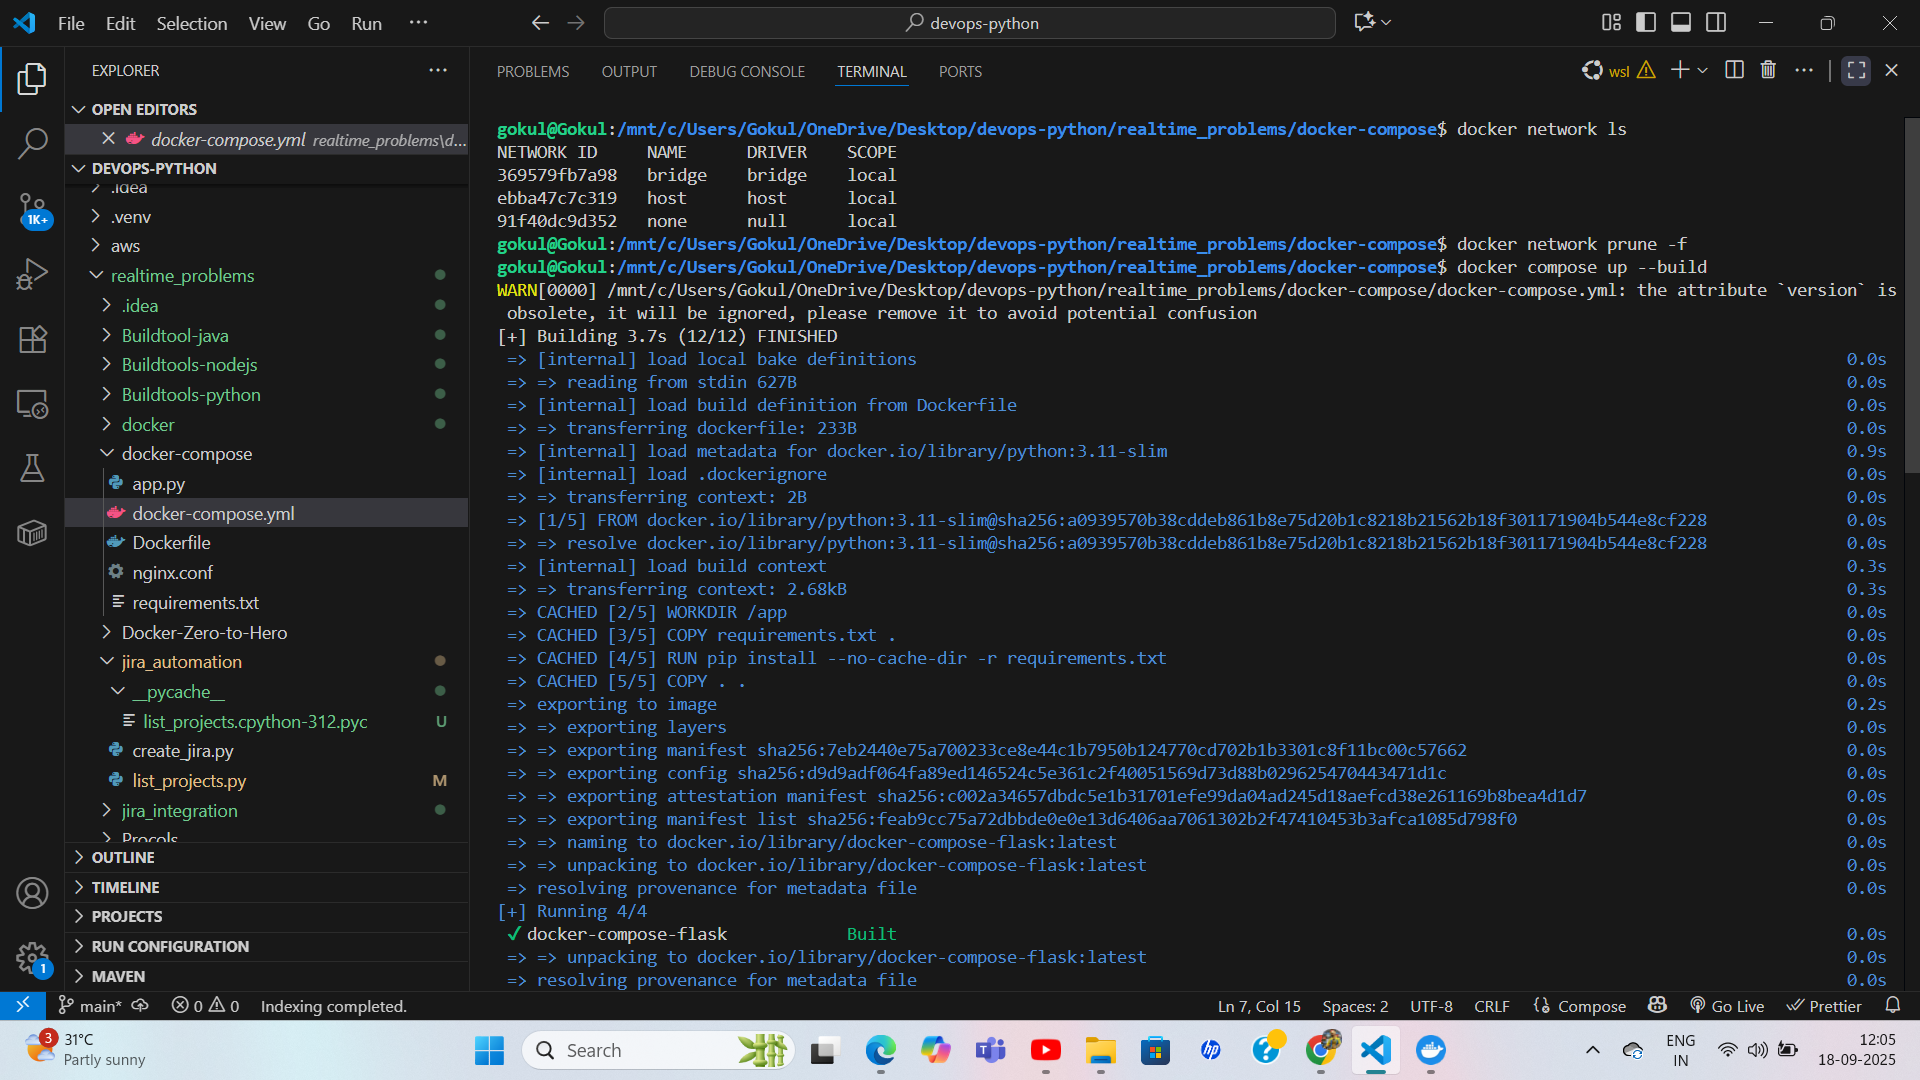 File Edit Selection View Go Run ···
devops-python
EXPLORER
OPEN EDITORS
docker-compose.yml realtime_problems\d...
DEVOPS-PYTHON
.idea
.venv
aws
realtime_problems
.idea
Buildtool-java
Buildtools-nodejs
Buildtools-python
docker
docker-compose
app.py
docker-compose.yml
Dockerfile
nginx.conf
requirements.txt
Docker-Zero-to-Hero
jira_automation
__pycache__
list_projects.cpython-312.pyc U
create_jira.py
list_projects.py M
jira_integration
Procols
OUTLINE
TIMELINE
PROJECTS
RUN CONFIGURATION
MAVEN
1K+
1
PROBLEMS OUTPUT DEBUG CONSOLE TERMINAL PORTS
wsl
gokul@Gokul:/mnt/c/Users/Gokul/OneDrive/Desktop/devops-python/realtime_problems/docker-compose$ docker network ls
NETWORK ID NAME DRIVER SCOPE
369579fb7a98 bridge bridge local
ebba47c7c319 host host local
91f40dc9d352 none null local
gokul@Gokul:/mnt/c/Users/Gokul/OneDrive/Desktop/devops-python/realtime_problems/docker-compose$ docker network prune -f
gokul@Gokul:/mnt/c/Users/Gokul/OneDrive/Desktop/devops-python/realtime_problems/docker-compose$ docker compose up --build
WARN[0000] /mnt/c/Users/Gokul/OneDrive/Desktop/devops-python/realtime_problems/docker-compose/docker-compose.yml: the attribute `version` is
obsolete, it will be ignored, please remove it to avoid potential confusion
[+] Building 3.7s (12/12) FINISHED
=> [internal] load local bake definitions 0.0s
=> => reading from stdin 627B 0.0s
=> [internal] load build definition from Dockerfile 0.0s
=> => transferring dockerfile: 233B 0.0s
=> [internal] load metadata for docker.io/library/python:3.11-slim 0.9s
=> [internal] load .dockerignore 0.0s
=> => transferring context: 2B 0.0s
=> [1/5] FROM docker.io/library/python:3.11-slim@sha256:a0939570b38cddeb861b8e75d20b1c8218b21562b18f301171904b544e8cf228 0.0s
=> => resolve docker.io/library/python:3.11-slim@sha256:a0939570b38cddeb861b8e75d20b1c8218b21562b18f301171904b544e8cf228 0.0s
=> [internal] load build context 0.3s
=> => transferring context: 2.68kB 0.3s
=> CACHED [2/5] WORKDIR /app 0.0s
=> CACHED [3/5] COPY requirements.txt . 0.0s
=> CACHED [4/5] RUN pip install --no-cache-dir -r requirements.txt 0.0s
=> CACHED [5/5] COPY . . 0.0s
=> exporting to image 0.2s
=> => exporting layers 0.0s
=> => exporting manifest sha256:7eb2440e75a700233ce8e44c1b7950b124770cd702b1b3301c8f11bc00c57662 0.0s
=> => exporting config sha256:d9d9adf064fa89ed146524c5e361c2f40051569d73d88b029625470443471d1c 0.0s
=> => exporting attestation manifest sha256:c002a34657dbdc5e1b31701efe99da04ad245d18aefcd38e261169b8bea4d1d7 0.0s
=> => exporting manifest list sha256:feab9cc75a72dbbde0e0e13d6406aa7061302b2f47410453b3afca1085d798f0 0.0s
=> => naming to docker.io/library/docker-compose-flask:latest 0.0s
=> => unpacking to docker.io/library/docker-compose-flask:latest 0.0s
=> resolving provenance for metadata file 0.0s
[+] Running 4/4
✓ docker-compose-flask Built 0.0s
=> => unpacking to docker.io/library/docker-compose-flask:latest 0.0s
=> resolving provenance for metadata file 0.0s
main* 0 0 Indexing completed. Ln 7, Col 15 Spaces: 2 UTF-8 CRLF Compose Go Live Prettier
3 31°C
Partly sunny
Search
hp
ENG
IN
12:05
18-09-2025